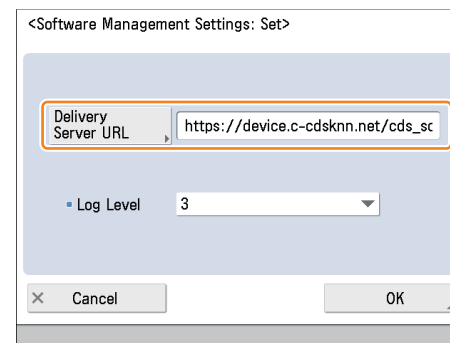 <Software Management Settings: Set>
Delivery
Server URL
https://device.c-cdsknn.net/cds_sc
Log Level
3
Cancel
OK